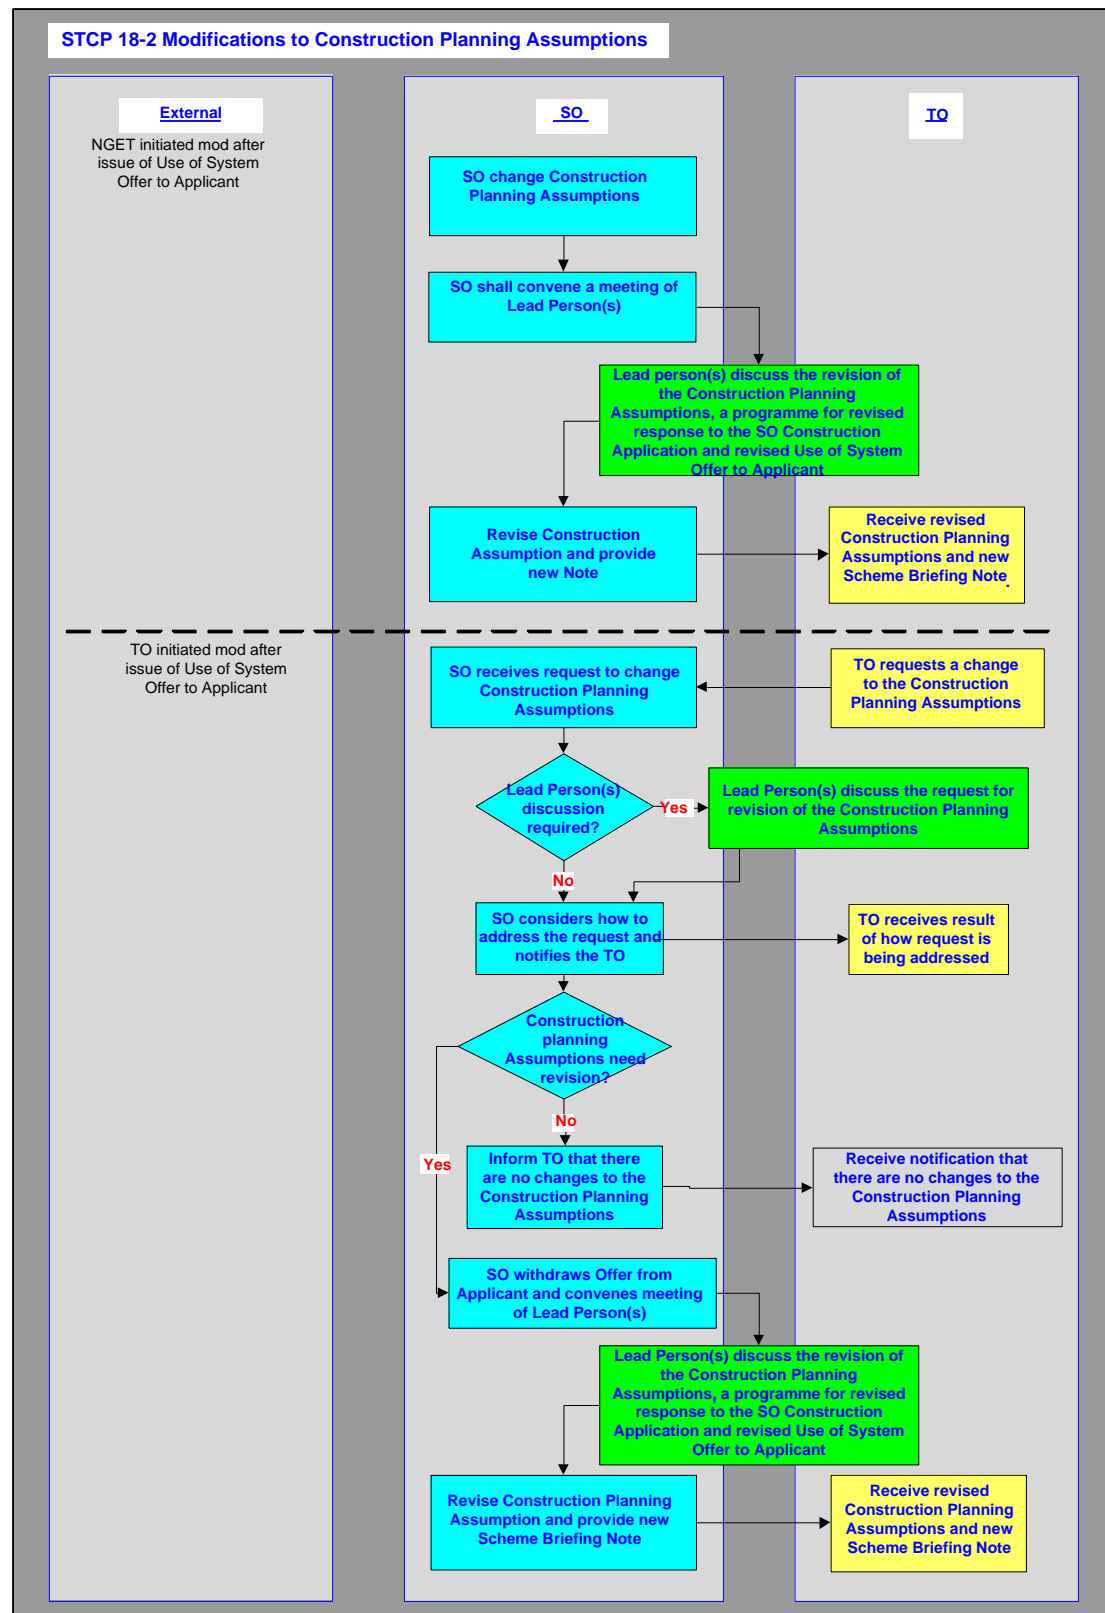 STCP 18-2 Modifications to Construction Planning Assumptions
External
SO
TO
NGET initiated mod after
issue of Use of System
Offer to Applicant
SO change Construction
Planning Assumptions
SO shall convene a meeting of
Lead Person(s)
Lead person(s) discuss the revision of
the Construction Planning
Assumptions, a programme for revised
response to the SO Construction
Application and revised Use of System
Offer to Applicant
Revise Construction
Assumption and provide
new Note
Receive revised
Construction Planning
Assumptions and new
Scheme Briefing Note.
TO initiated mod after
issue of Use of System
Offer to Applicant
SO receives request to change
Construction Planning
Assumptions
TO requests a change
to the Construction
Planning Assumptions
Lead Person(s)
discussion
required?
Yes
Lead Person(s) discuss the request for
revision of the Construction Planning
Assumptions
No
SO considers how to
address the request and
notifies the TO
TO receives result
of how request is
being addressed
Construction
planning
Assumptions need
revision?
No
Yes
Inform TO that there
are no changes to the
Construction Planning
Assumptions
Receive notification that
there are no changes to the
Construction Planning
Assumptions
SO withdraws Offer from
Applicant and convenes meeting
of Lead Person(s)
Lead Person(s) discuss the revision of
the Construction Planning
Assumptions, a programme for revised
response to the SO Construction
Application and revised Use of System
Offer to Applicant
Revise Construction Planning
Assumption and provide new
Scheme Briefing Note
Receive revised
Construction Planning
Assumptions and new
Scheme Briefing Note